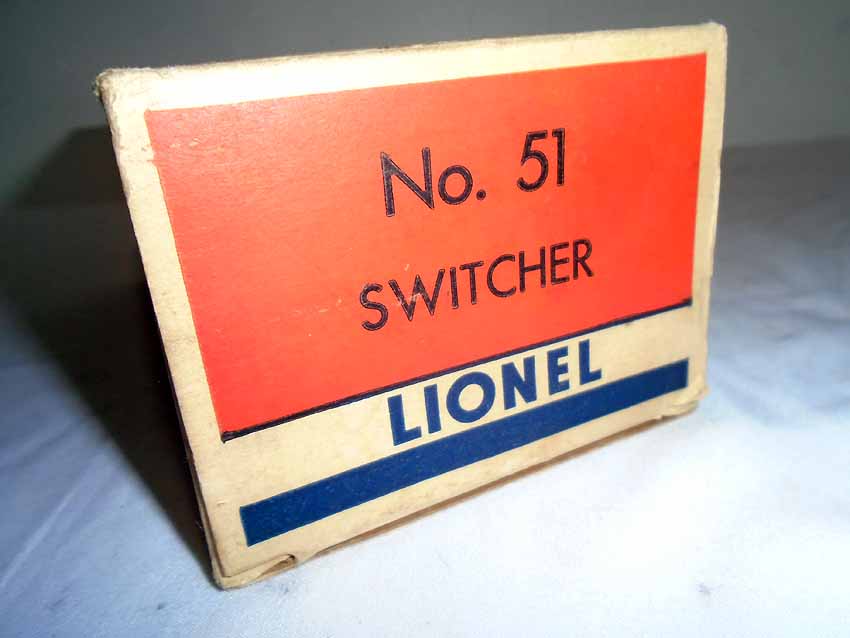 No. 51
SWITCHER
LIONEL